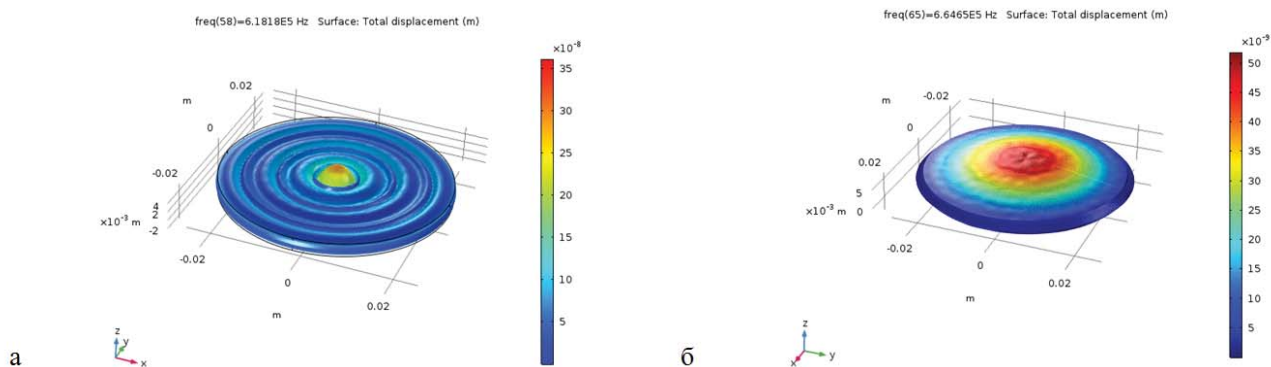 freq(58)=6.1818E5 Hz Surface: Total displacement (m)
×10⁻⁸
0.02
m
0
-0.02
×10⁻³ m
4
2
-2
-0.02
0
0.02
m
35
30
25
20
15
10
5
z
y
x
а
freq(65)=6.6465E5 Hz Surface: Total displacement (m)
×10⁻⁹
-0.02
m
0
0.02
×10⁻³ m
5
0
-0.02
0
0.02
m
50
45
40
35
30
25
20
15
10
5
z
y
x
б